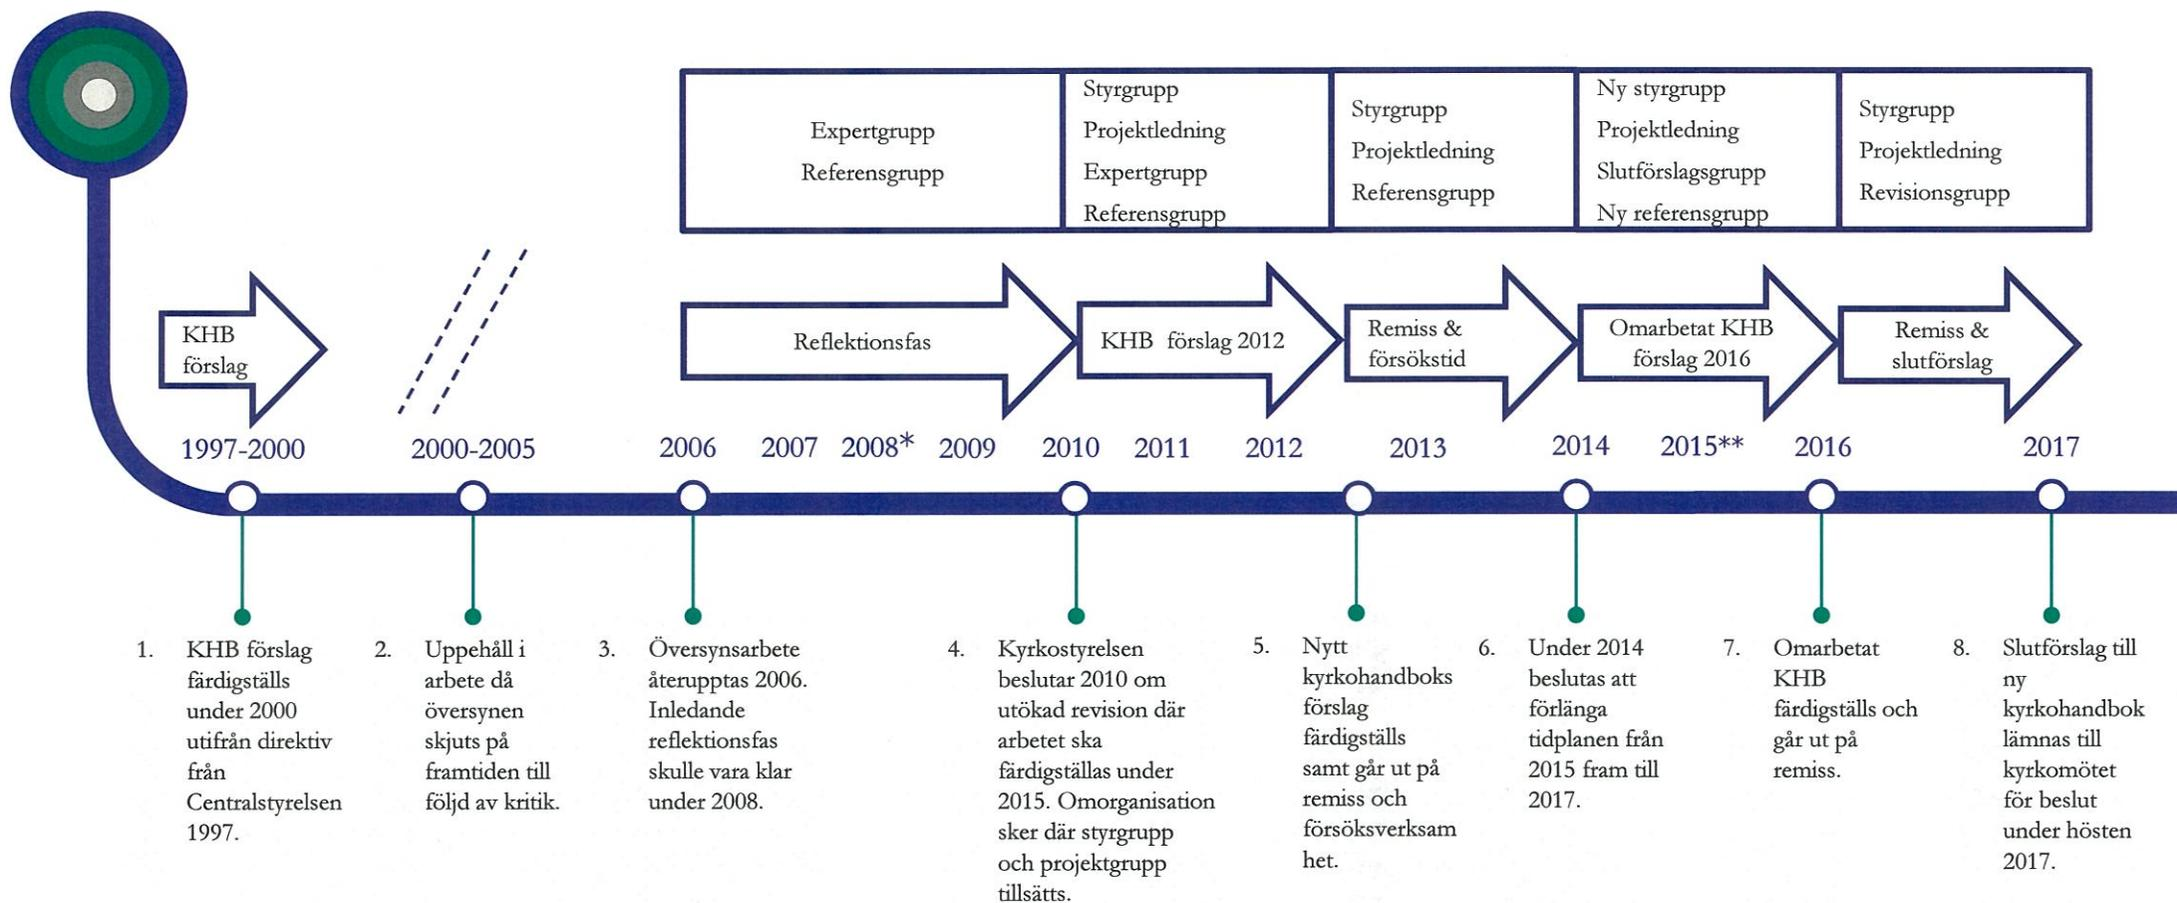 Expertgrupp
Referensgrupp
Styrgrupp
Projektledning
Expertgrupp
Referensgrupp
Styrgrupp
Projektledning
Referensgrupp
Ny styrgrupp
Projektledning
Slutförslagsgrupp
Ny referensgrupp
Styrgrupp
Projektledning
Revisionsgrupp
KHB
förslag
Reflektionsfas
KHB förslag 2012
Remiss &
försökstid
Omarbetat KHB
förslag 2016
Remiss &
slutförslag
1997-2000
2000-2005
2006
2007
2008*
2009
2010
2011
2012
2013
2014
2015**
2016
2017
1. KHB förslag
färdigställs
under 2000
utifrån direktiv
från
Centralstyrelsen
1997.
2. Uppehåll i
arbete då
översynen
skjuts på
framtiden till
följd av kritik.
3. Översynsarbete
återupptas 2006.
Inledande
reflektionsfas
skulle vara klar
under 2008.
4. Kyrkostyrelsen
beslutar 2010 om
utökad revision där
arbetet ska
färdigställas under
2015. Omorganisation
sker där styrgrupp
och projektgrupp
tillsätts.
5. Nytt
kyrkohandboks
förslag
färdigställs
samt går ut på
remiss och
försöksverksam
het.
6. Under 2014
beslutas att
förlänga
tidplanen från
2015 fram till
2017.
7. Omarbetat
KHB
färdigställs och
går ut på
remiss.
8. Slutförslag till
ny
kyrkohandbok
lämnas till
kyrkomötet
för beslut
under hösten
2017.